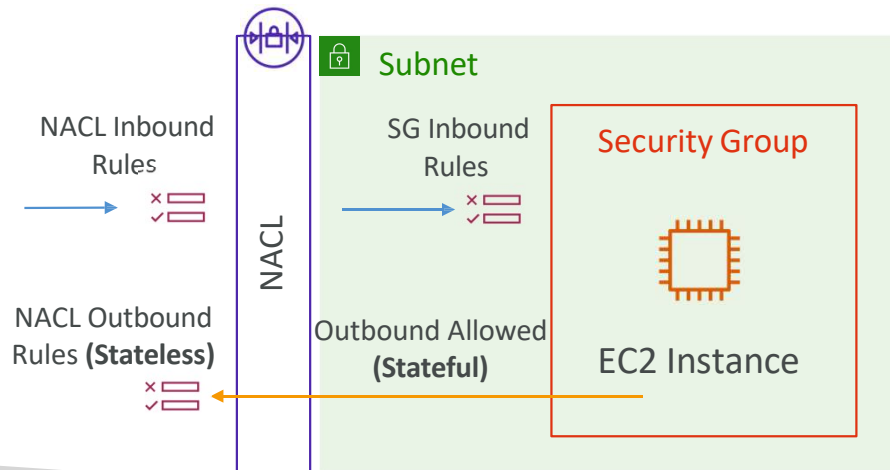 Subnet
NACL Inbound
Rules
SG Inbound
Rules
Security Group
NACL
NACL Outbound
Rules (Stateless)
Outbound Allowed
(Stateful)
EC2 Instance